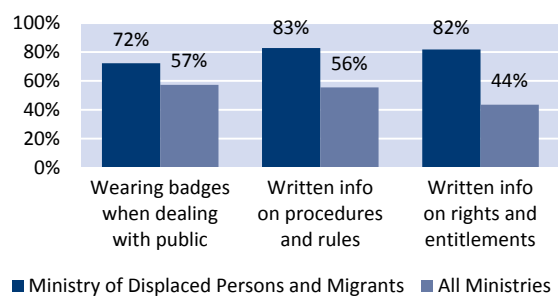 100%
80%
60%
40%
20%
0%
72%
57%
83%
56%
82%
44%
Wearing badges
when dealing
with public
Written info
on procedures
and rules
Written info
on rights and
entitlements
Ministry of Displaced Persons and Migrants
All Ministries